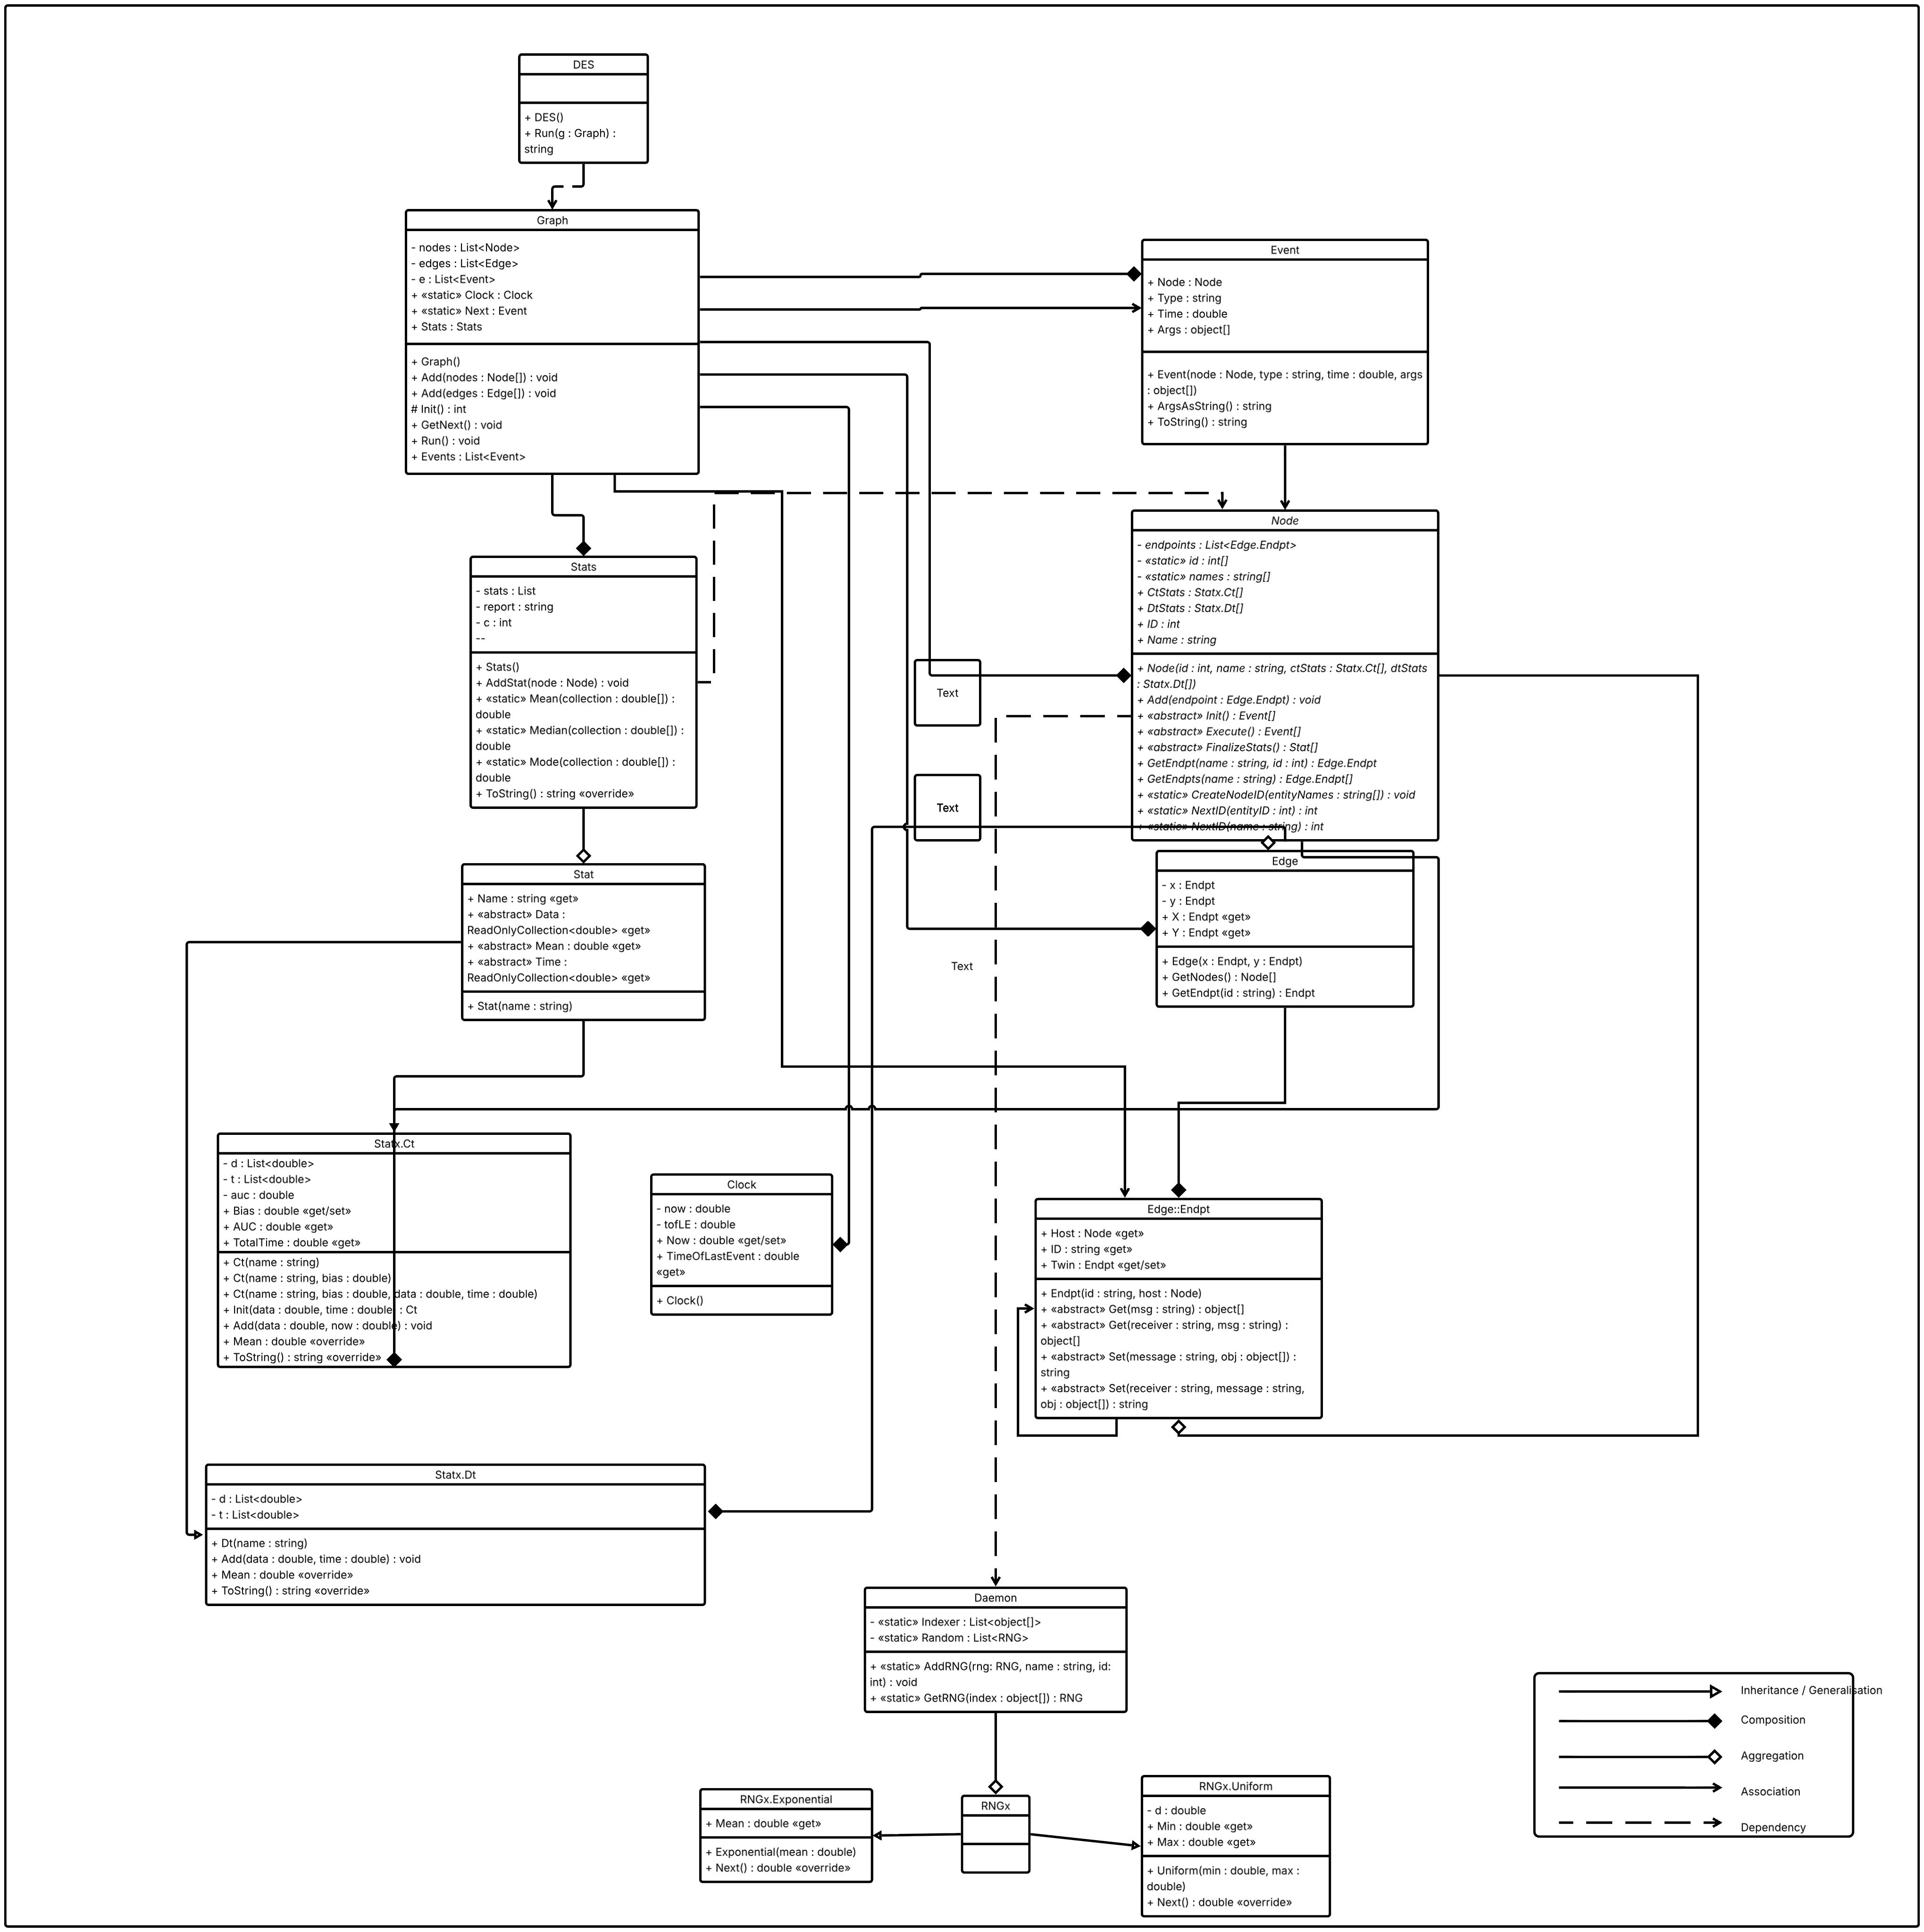 DES
+ DES()
+ Run(g : Graph) :
string
Graph
- nodes : List<Node>
- edges : List<Edge>
- e : List<Event>
+ «static» Clock : Clock
+ «static» Next : Event
+ Stats : Stats
+ Graph()
+ Add(nodes : Node[]) : void
+ Add(edges : Edge[]) : void
# Init() : int
+ GetNext() : void
+ Run() : void
+ Events : List<Event>
Event
+ Node : Node
+ Type : string
+ Time : double
+ Args : object[]
+ Event(node : Node, type : string, time : double, args
: object[])
+ ArgsAsString() : string
+ ToString() : string
Node
- endpoints : List<Edge.Endpt>
- «static» id : int[]
- «static» names : string[]
+ CtStats : Statx.Ct[]
+ DtStats : Statx.Dt[]
+ ID : int
+ Name : string
+ Node(id : int, name : string, ctStats : Statx.Ct[], dtStats
: Statx.Dt[])
+ Add(endpoint : Edge.Endpt) : void
+ «abstract» Init() : Event[]
+ «abstract» Execute() : Event[]
+ «abstract» FinalizeStats() : Stat[]
+ GetEndpt(name : string, id : int) : Edge.Endpt
+ GetEndpts(name : string) : Edge.Endpt[]
+ «static» CreateNodeID(entityNames : string[]) : void
+ «static» NextID(entityID : int) : int
+ «static» NextID(name : string) : int
Stats
- stats : List
- report : string
- c : int
--
+ Stats()
+ AddStat(node : Node) : void
+ «static» Mean(collection : double[]) :
double
+ «static» Median(collection : double[]) :
double
+ «static» Mode(collection : double[]) :
double
+ ToString() : string «override»
Text
Text
Text
Edge
- x : Endpt
- y : Endpt
+ X : Endpt «get»
+ Y : Endpt «get»
+ Edge(x : Endpt, y : Endpt)
+ GetNodes() : Node[]
+ GetEndpt(id : string) : Endpt
Stat
+ Name : string «get»
+ «abstract» Data :
ReadOnlyCollection<double> «get»
+ «abstract» Mean : double «get»
+ «abstract» Time :
ReadOnlyCollection<double> «get»
+ Stat(name : string)
Statx.Ct
- d : List<double>
- t : List<double>
- auc : double
+ Bias : double «get/set»
+ AUC : double «get»
+ TotalTime : double «get»
+ Ct(name : string)
+ Ct(name : string, bias : double)
+ Ct(name : string, bias : double, data : double, time : double)
+ Init(data : double, time : double) : Ct
+ Add(data : double, now : double) : void
+ Mean : double «override»
+ ToString() : string «override»
Clock
- now : double
- tofLE : double
+ Now : double «get/set»
+ TimeOfLastEvent : double
«get»
+ Clock()
Edge::Endpt
+ Host : Node «get»
+ ID : string «get»
+ Twin : Endpt «get/set»
+ Endpt(id : string, host : Node)
+ «abstract» Get(msg : string) : object[]
+ «abstract» Get(receiver : string, msg : string) :
object[]
+ «abstract» Set(message : string, obj : object[]) :
string
+ «abstract» Set(receiver : string, message : string,
obj : object[]) : string
Statx.Dt
- d : List<double>
- t : List<double>
+ Dt(name : string)
+ Add(data : double, time : double) : void
+ Mean : double «override»
+ ToString() : string «override»
Daemon
- «static» Indexer : List<object[]>
- «static» Random : List<RNG>
+ «static» AddRNG(rng: RNG, name : string, id:
int) : void
+ «static» GetRNG(index : object[]) : RNG
RNGx.Exponential
+ Mean : double «get»
+ Exponential(mean : double)
+ Next() : double «override»
RNGx
RNGx.Uniform
- d : double
+ Min : double «get»
+ Max : double «get»
+ Uniform(min : double, max :
double)
+ Next() : double «override»
Inheritance / Generalisation
Composition
Aggregation
Association
Dependency